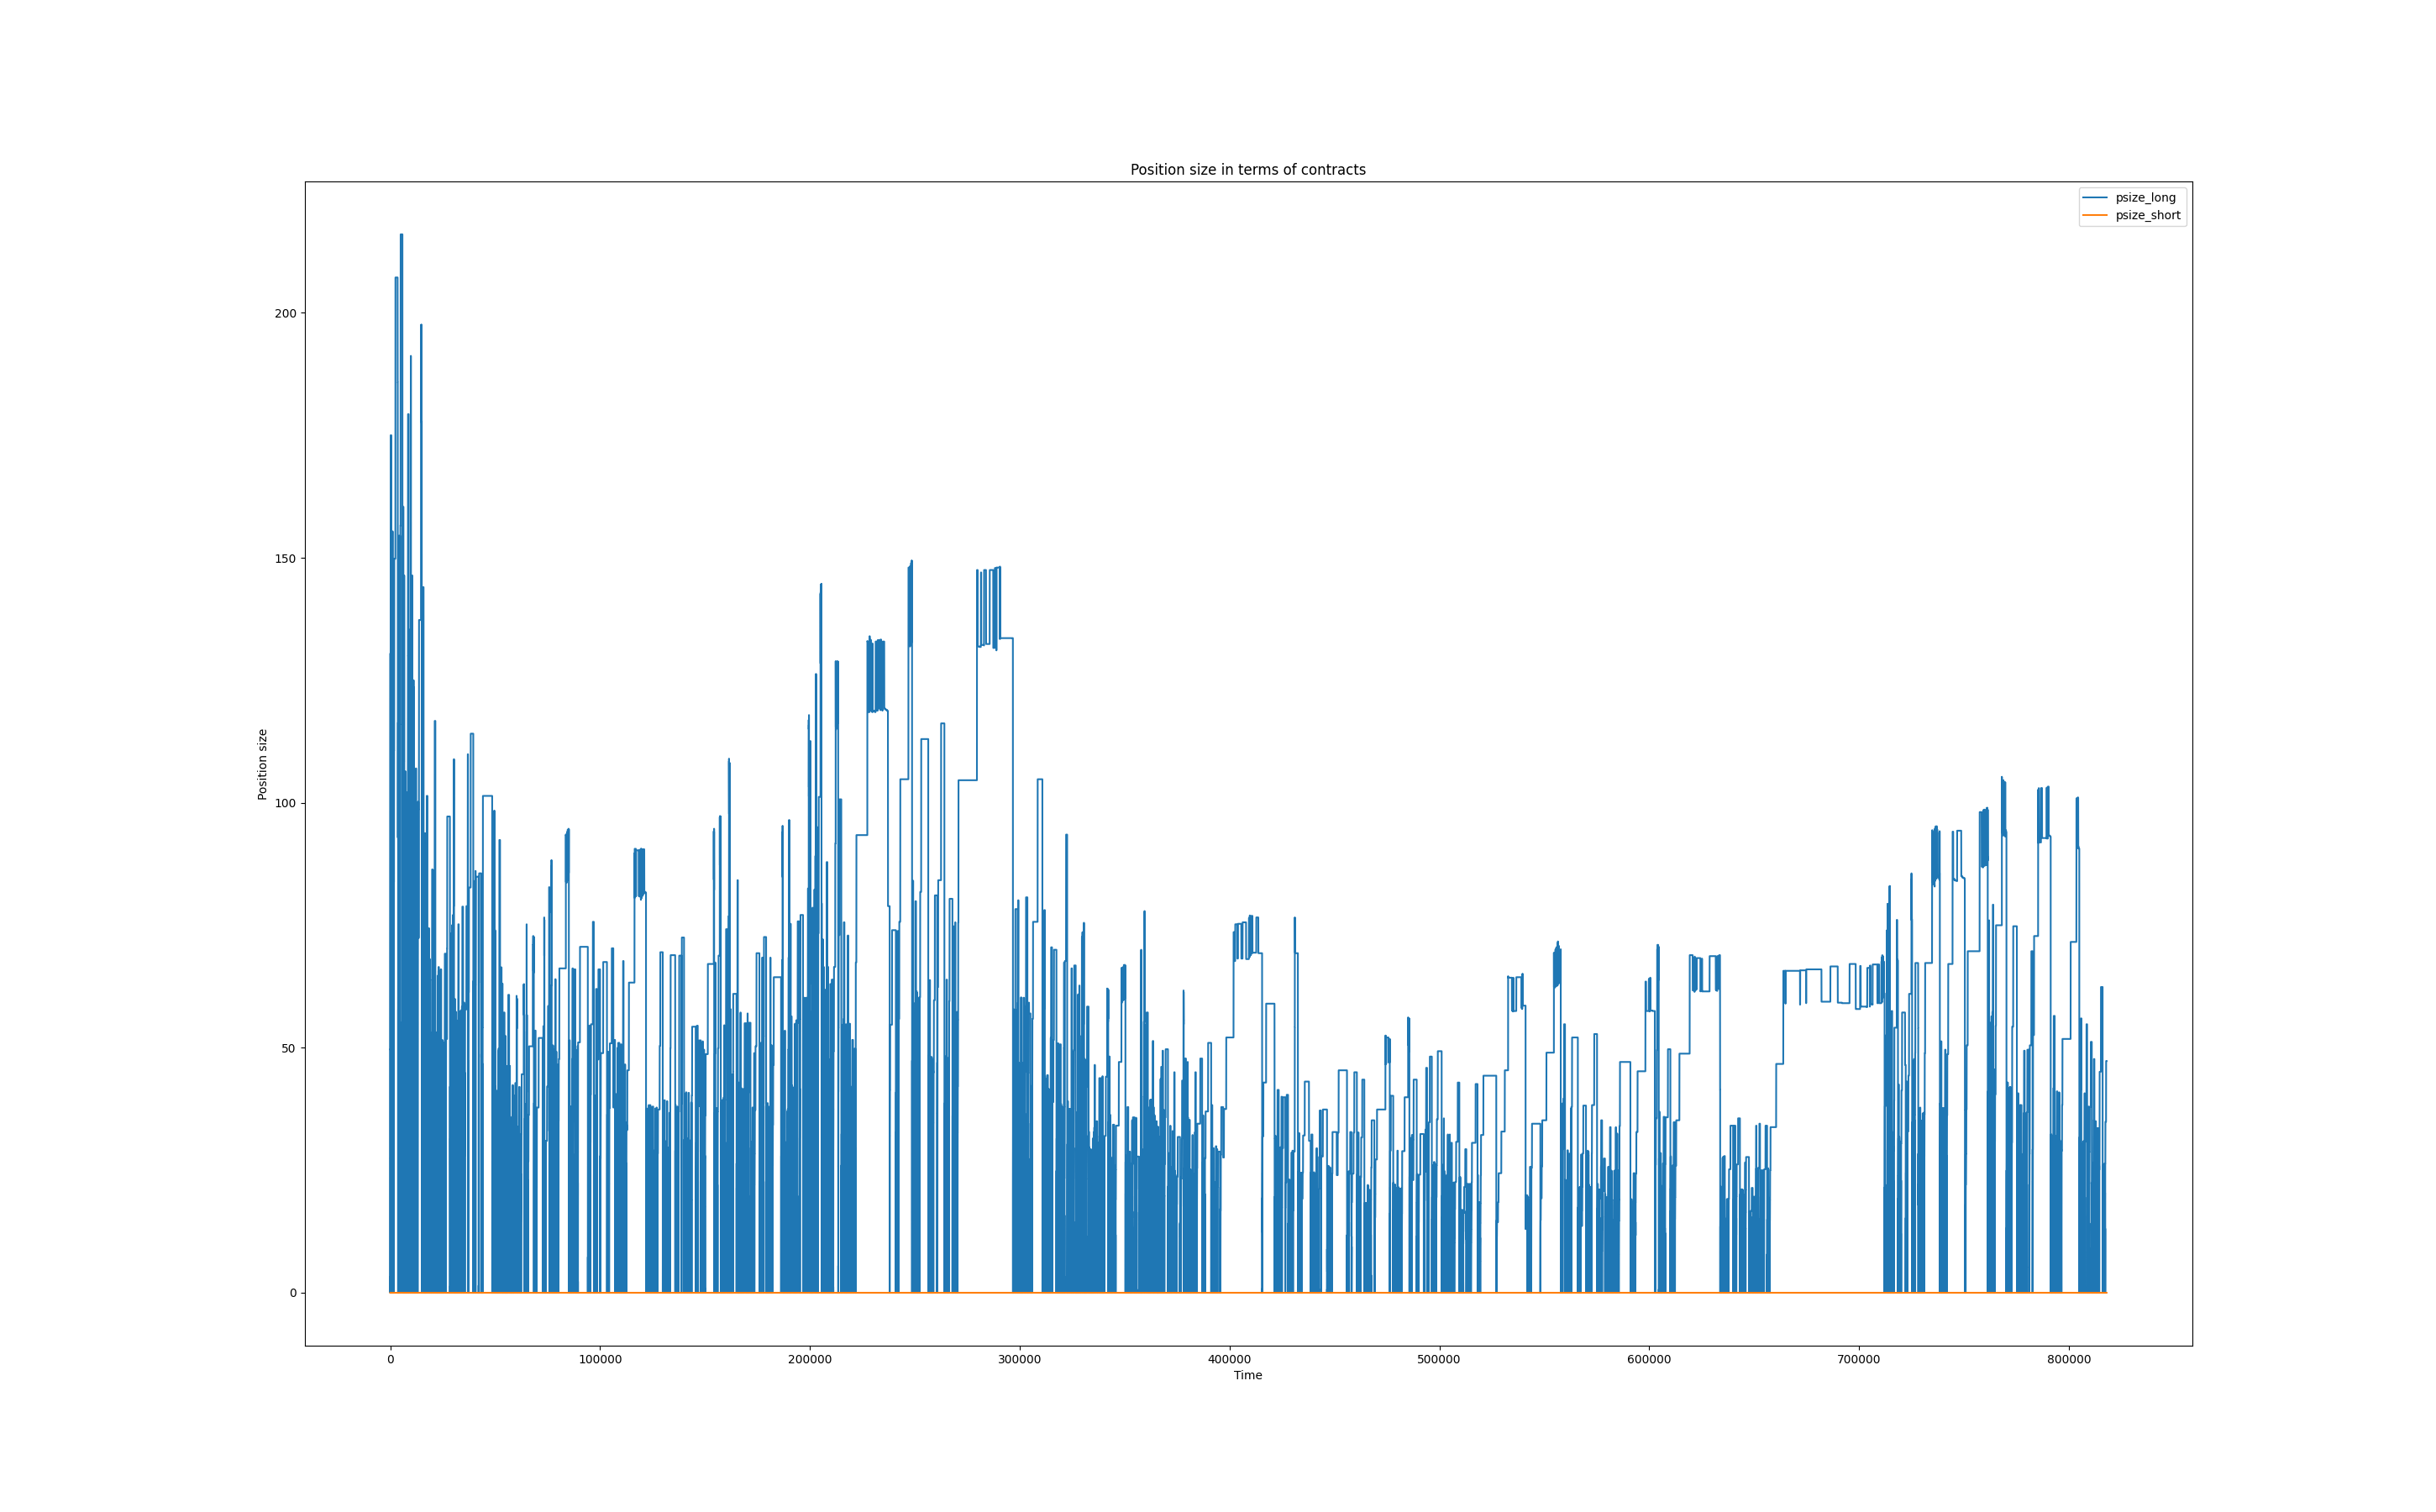 Position size in terms of contracts
psize_long
psize_short
200
150
100
50
0
Position size
0 100000 200000 300000 400000 500000 600000 700000 800000
Time